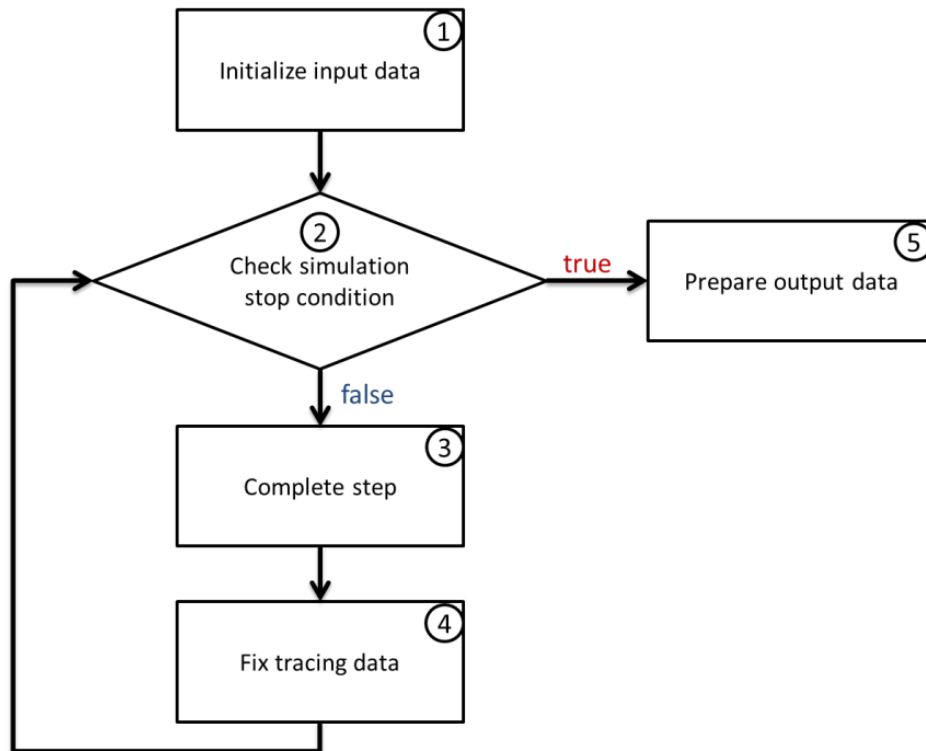 1
Initialize input data
2
Check simulation
stop condition
true
5
Prepare output data
false
3
Complete step
4
Fix tracing data